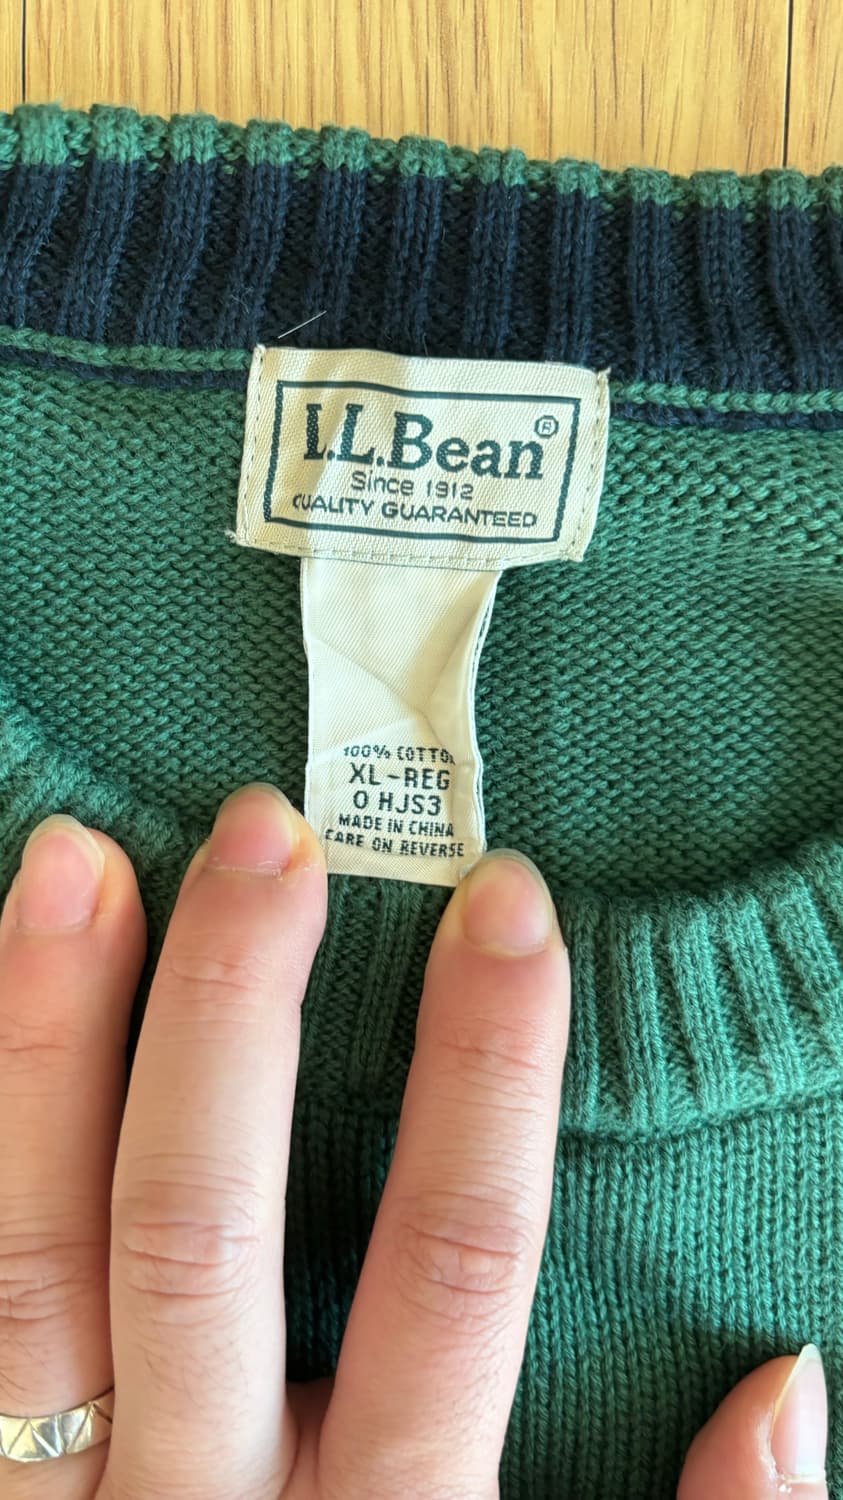 L.L.Bean®
Since 1912
QUALITY GUARANTEED
100% COTTON
XL-REG
0 HJS3
MADE IN CHINA
CARE ON REVERSE